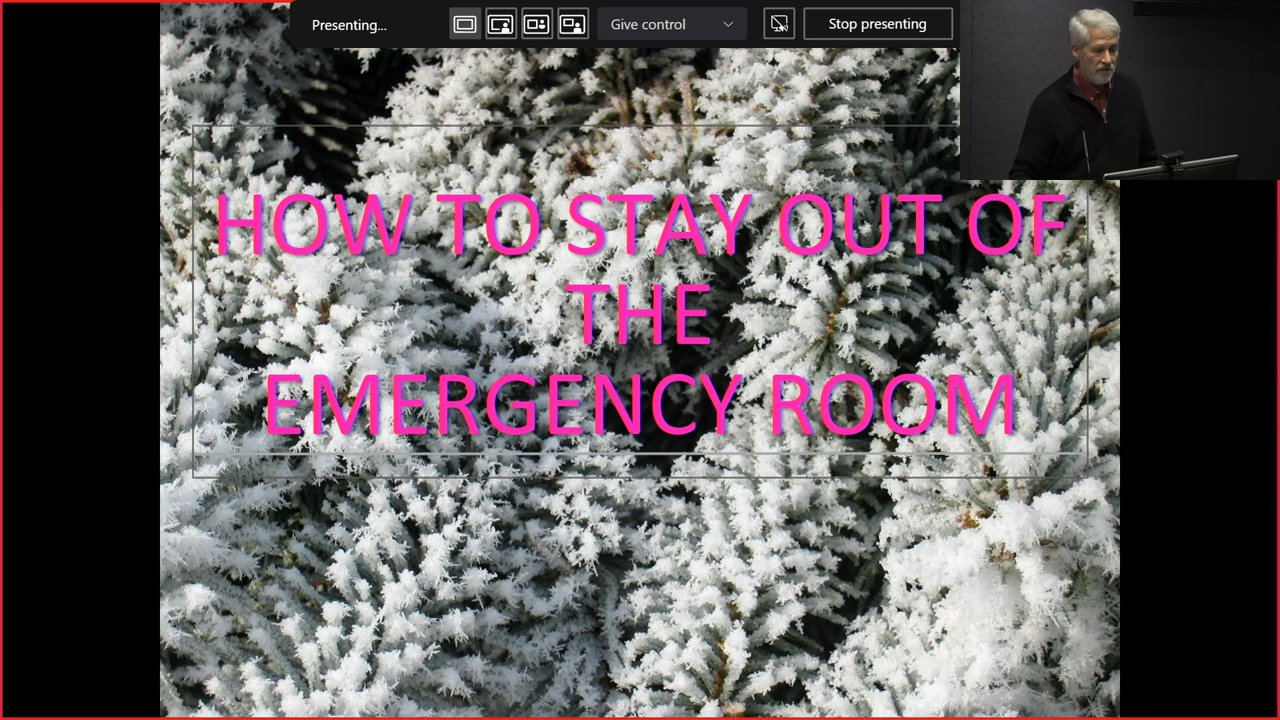 Presenting...
Give control
Stop presenting
HOW TO STAY OUT OF
THE
EMERGENCY ROOM